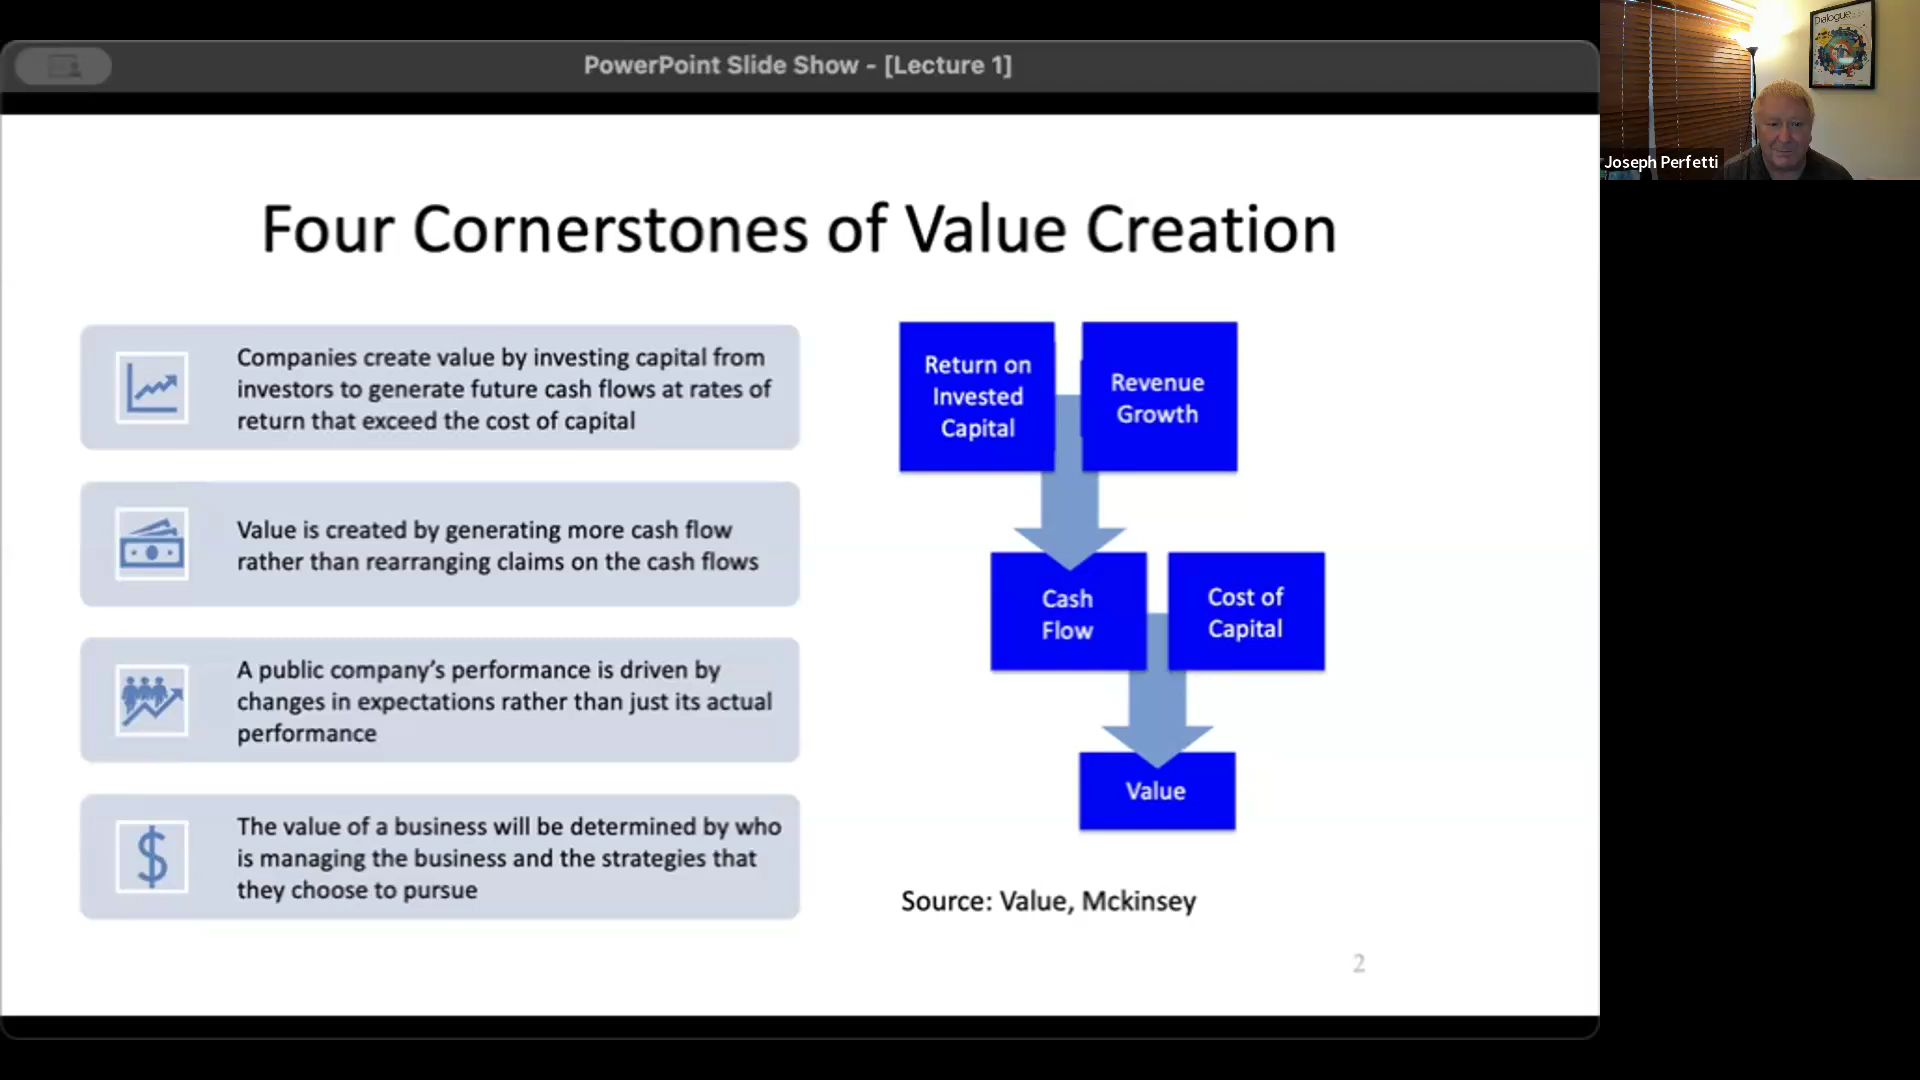 PowerPoint Slide Show - [Lecture 1]
Dialogue
Joseph Perfetti
Four Cornerstones of Value Creation
Companies create value by investing capital from
investors to generate future cash flows at rates of
return that exceed the cost of capital
Value is created by generating more cash flow
rather than rearranging claims on the cash flows
A public company’s performance is driven by
changes in expectations rather than just its actual
performance
The value of a business will be determined by who
is managing the business and the strategies that
they choose to pursue
Return on
Invested
Capital
Revenue
Growth
Cash
Flow
Cost of
Capital
Value
Source: Value, Mckinsey
2